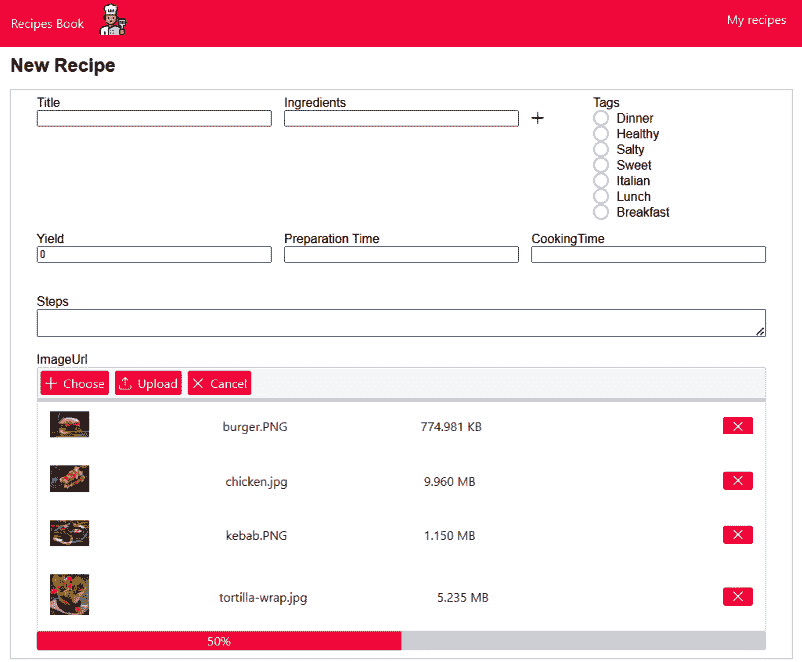 Recipes Book
My recipes
New Recipe
Title
Ingredients
Tags
Dinner
Healthy
Salty
Sweet
Italian
Lunch
Breakfast
Yield
Preparation Time
CookingTime
0
Steps
ImageUrl
Choose
Upload
Cancel
burger.PNG 774.981 KB
chicken.jpg 9.960 MB
kebab.PNG 1.150 MB
tortilla-wrap.jpg 5.235 MB
50%